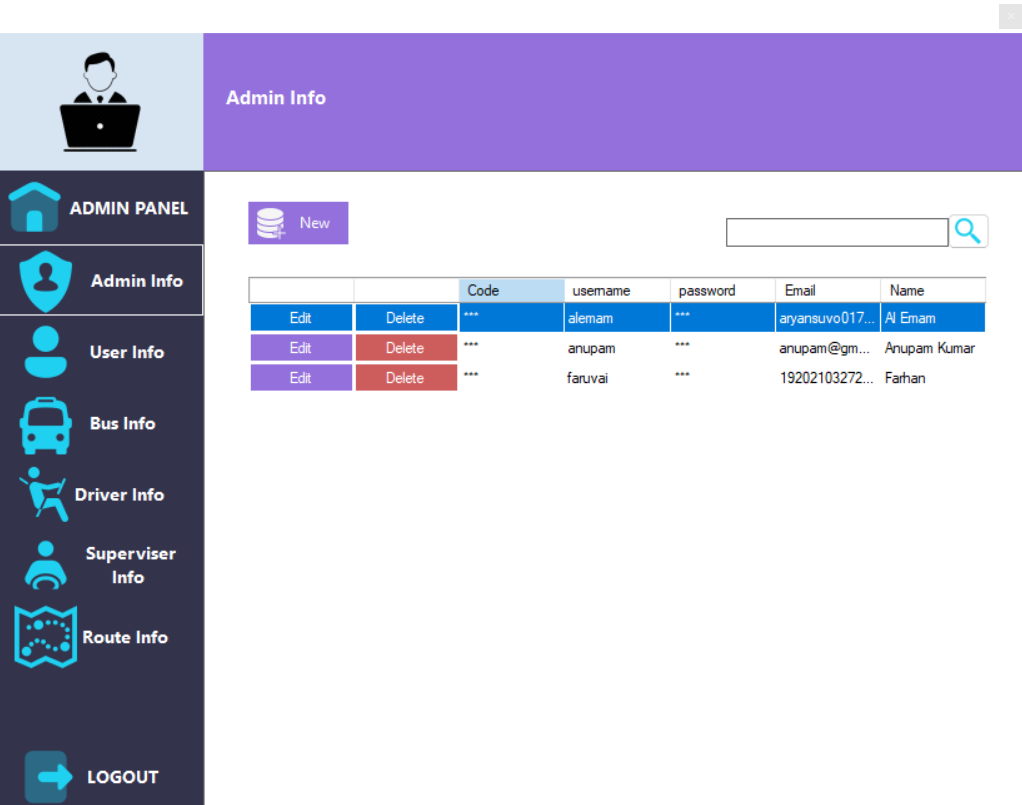 ×
Admin Info
ADMIN PANEL
Admin Info
User Info
Bus Info
Driver Info
Superviser
Info
Route Info
LOGOUT
New
Code username password Email Name
Edit Delete *** alemam *** aryansuvo017... Al Emam
Edit Delete *** anupam *** anupam@gm... Anupam Kumar
Edit Delete *** faruvai *** 19202103272... Farhan